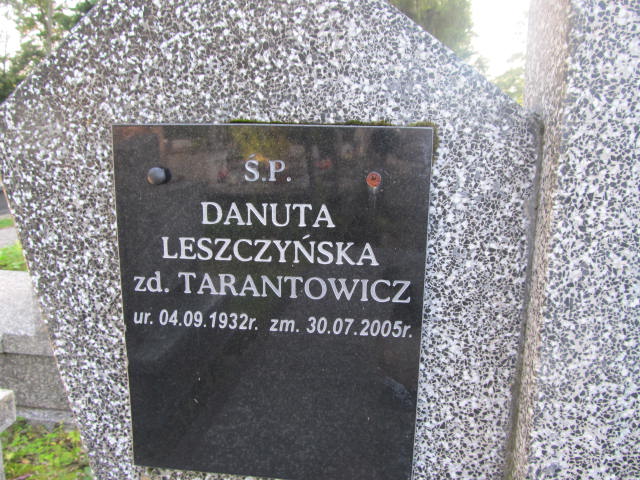 Ś.P.
DANUTA
LESZCZYŃSKA
zd. TARANTOWICZ
ur. 04.09.1932r. zm. 30.07.2005r.